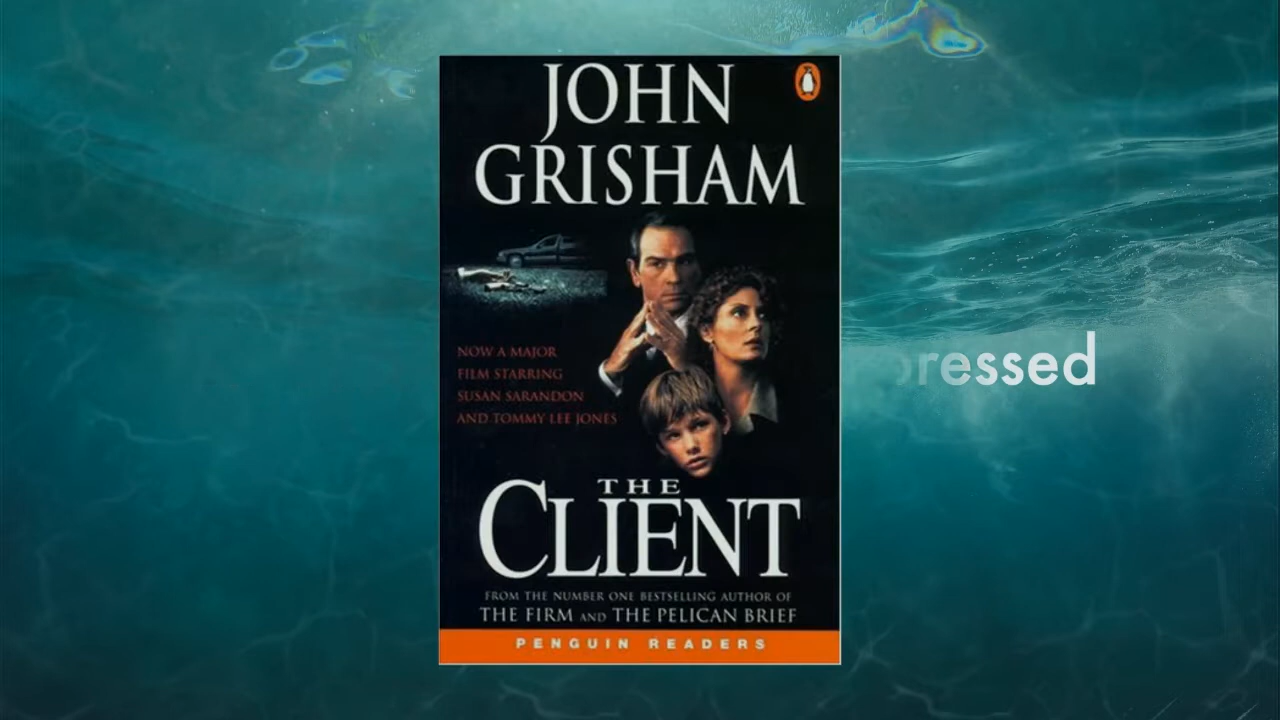 JOHN
GRISHAM
NOW A MAJOR
FILM STARRING
SUSAN SARANDON
AND TOMMY LEE JONES
THE
CLIENT
FROM THE NUMBER ONE BESTSELLING AUTHOR OF
THE FIRM AND THE PELICAN BRIEF
PENGUIN READERS
pressed